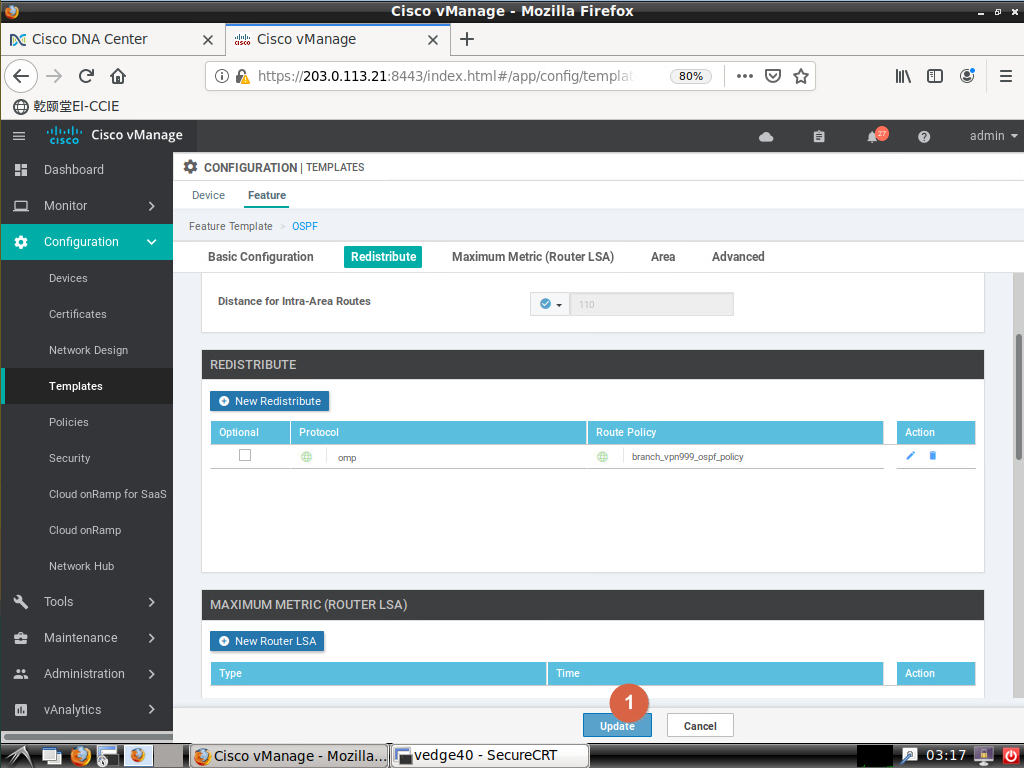 Cisco vManage - Mozilla Firefox
Cisco DNA Center
Cisco vManage
https://203.0.113.21:8443/index.html#/app/config/templat
80%
乾颐堂EI-CCIE
cisco
Cisco vManage
27
admin
Dashboard
Monitor
Configuration
Devices
Certificates
Network Design
Templates
Policies
Security
Cloud onRamp for SaaS
Cloud onRamp
Network Hub
Tools
Maintenance
Administration
vAnalytics
CONFIGURATION | TEMPLATES
Device Feature
Feature Template > OSPF
Basic Configuration Redistribute Maximum Metric (Router LSA) Area Advanced
Distance for Intra-Area Routes 110
REDISTRIBUTE
New Redistribute
Optional Protocol Route Policy Action
omp branch_vpn999_ospf_policy
MAXIMUM METRIC (ROUTER LSA)
New Router LSA
Type Time Action
1
Update Cancel
Cisco vManage - Mozilla...
vedge40 - SecureCRT
03:17